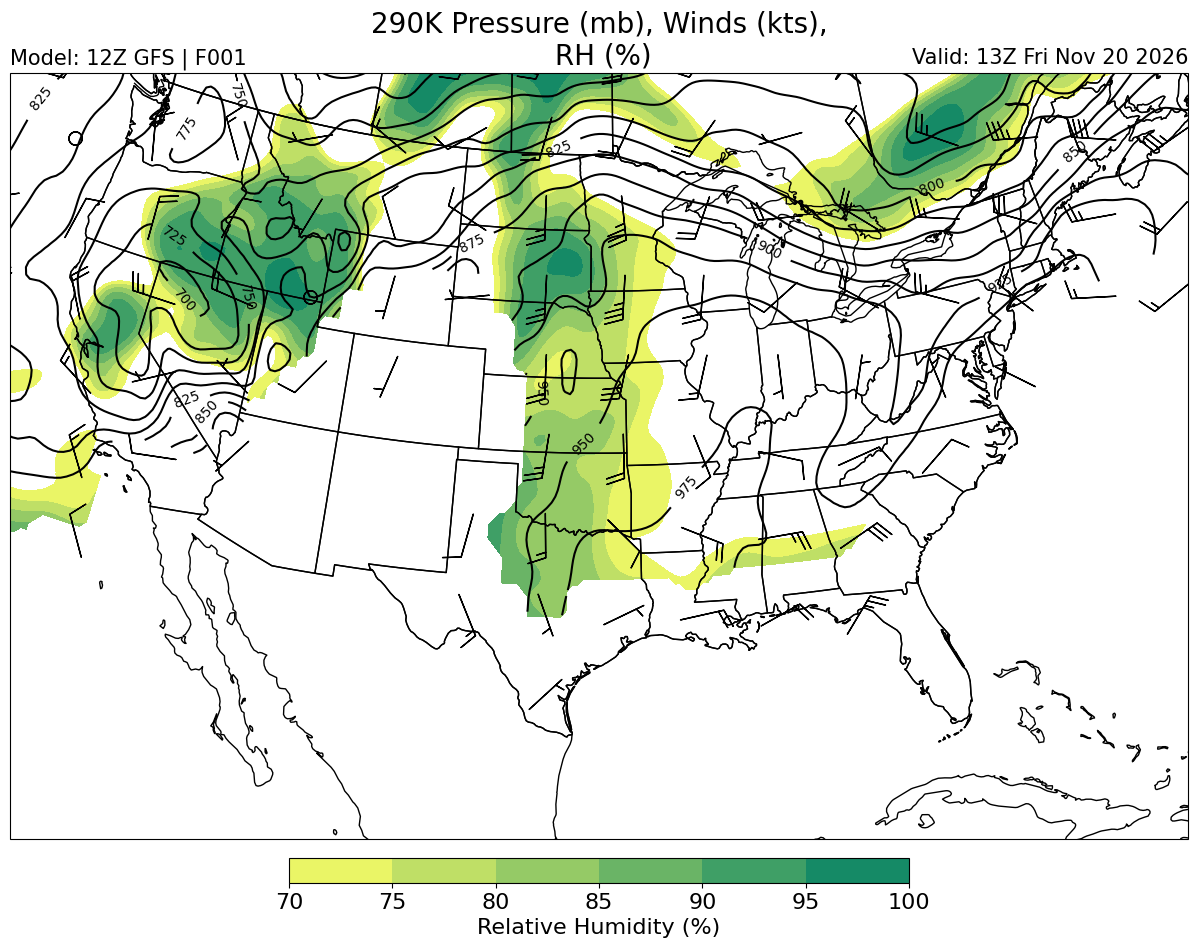 290K Pressure (mb), Winds (kts),
RH (%)
Model: 12Z GFS | F001
Valid: 13Z Fri Nov 20 2026
825
750
775
825
850
800
725
875
900
925
700
750
825
850
950
950
975
70 75 80 85 90 95 100
Relative Humidity (%)